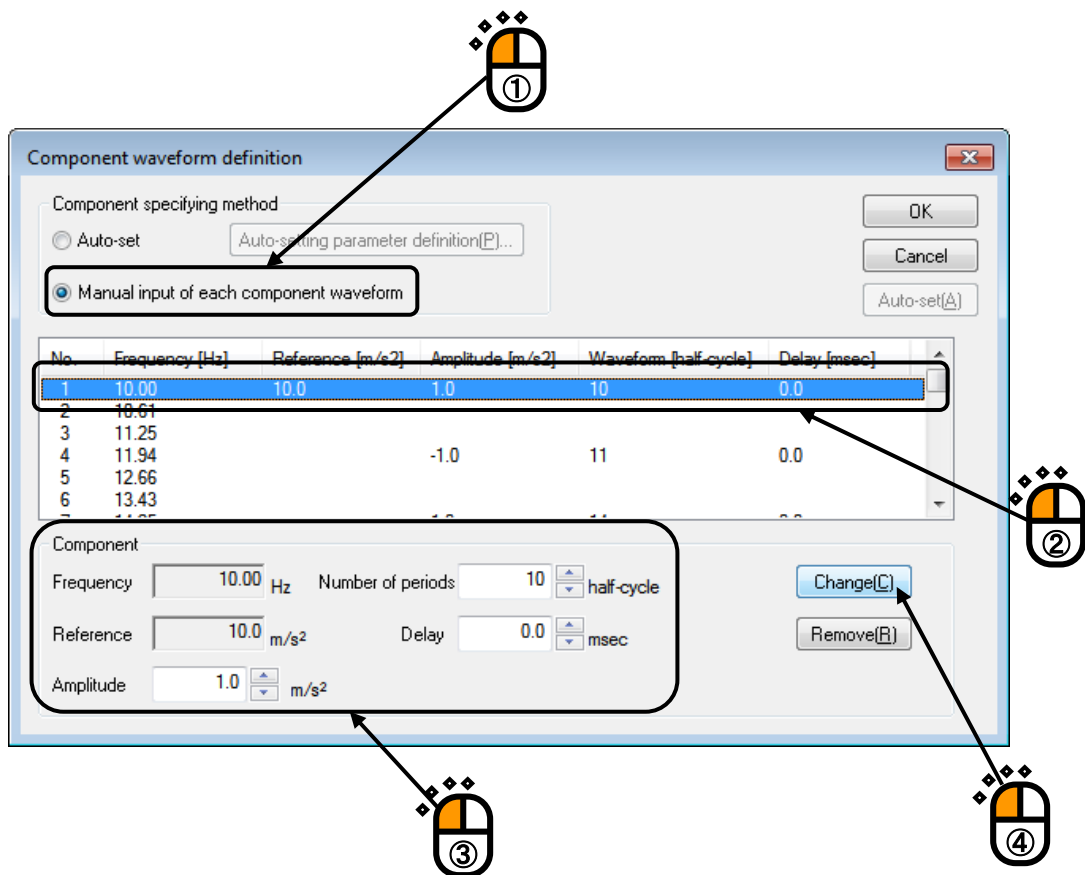 ①
Component waveform definition
Component specifying method
OK
Auto-set Auto-setting parameter definition(P)...
Cancel
Manual input of each component waveform
Auto-set(A)
No. Frequency [Hz] Reference [m/s2] Amplitude [m/s2] Waveform [half-cycle] Delay [msec]
1 10.00 10.0 1.0 10 0.0
2 10.61
3 11.25
4 11.94 -1.0 11 0.0
5 12.66
6 13.43
②
Component
Frequency 10.00 Hz Number of periods 10 half-cycle Change(C)
Reference 10.0 m/s² Delay 0.0 msec Remove(R)
Amplitude 1.0 m/s²
③
④